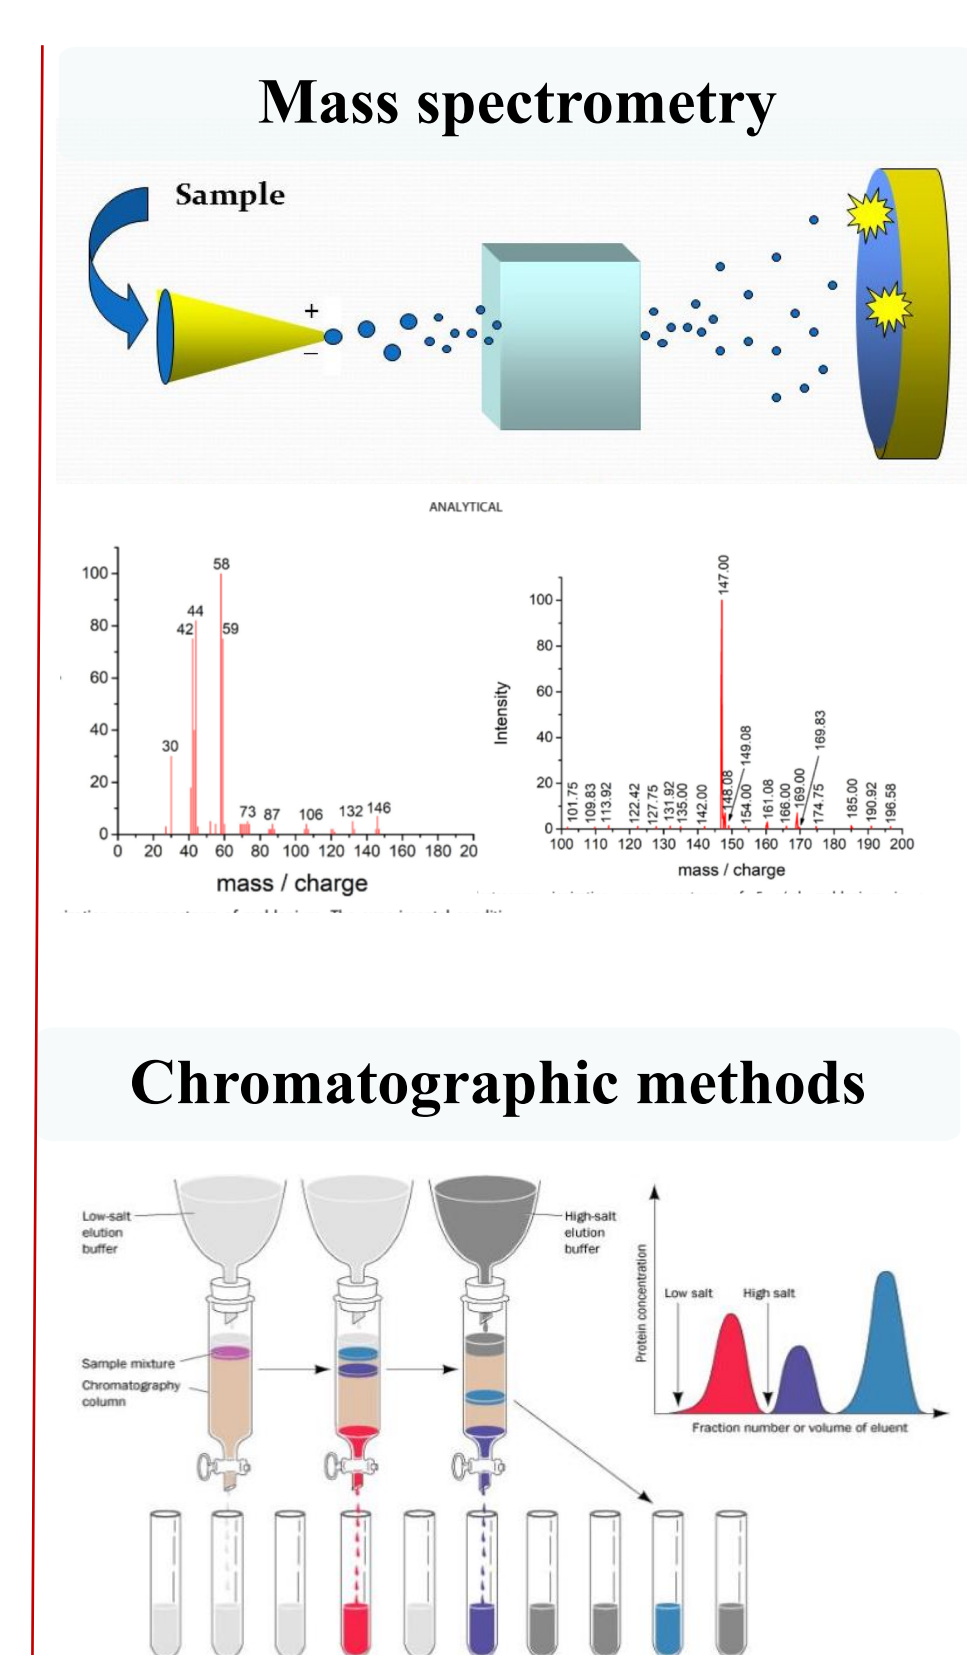 Mass spectrometry
Sample
+
–
ANALYTICAL
100
80
60
40
20
0
58
44
42
59
30
73
87
106
132
146
0 20 40 60 80 100 120 140 160 180 20
mass / charge
Intensity
100
80
60
40
20
0
147.00
101.75
109.83
113.92
122.42
127.75
131.92
135.00
142.00
148.08
149.08
154.00
161.08
166.00
169.00
169.83
174.75
185.00
190.92
196.58
100 110 120 130 140 150 160 170 180 190 200
mass / charge
Chromatographic methods
Low-salt
elution
buffer
High-salt
elution
buffer
Sample mixture
Chromatography
column
Protein concentration
Low salt
High salt
Fraction number or volume of eluent